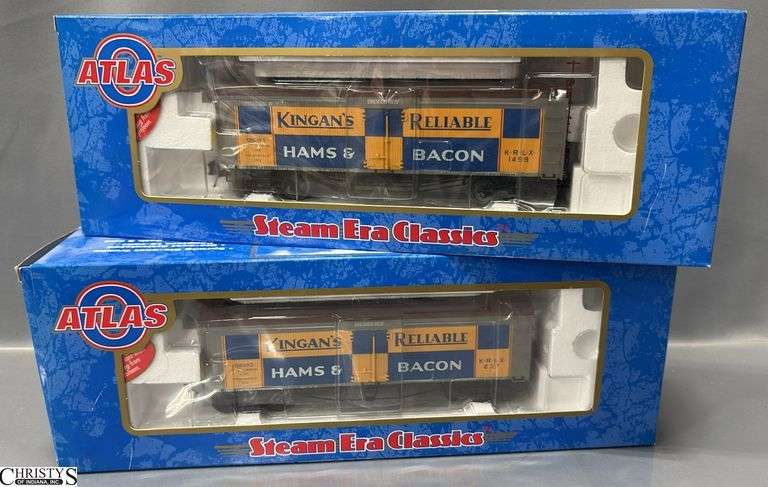 ATLAS
O
KINGAN'S RELIABLE
HAMS & BACON
K-R-L-X
1499
Steam Era Classics
ATLAS
O
KINGAN'S RELIABLE
HAMS & BACON
K-R-L-X
Steam Era Classics
CHRISTY'S
OF INDIANA, INC.